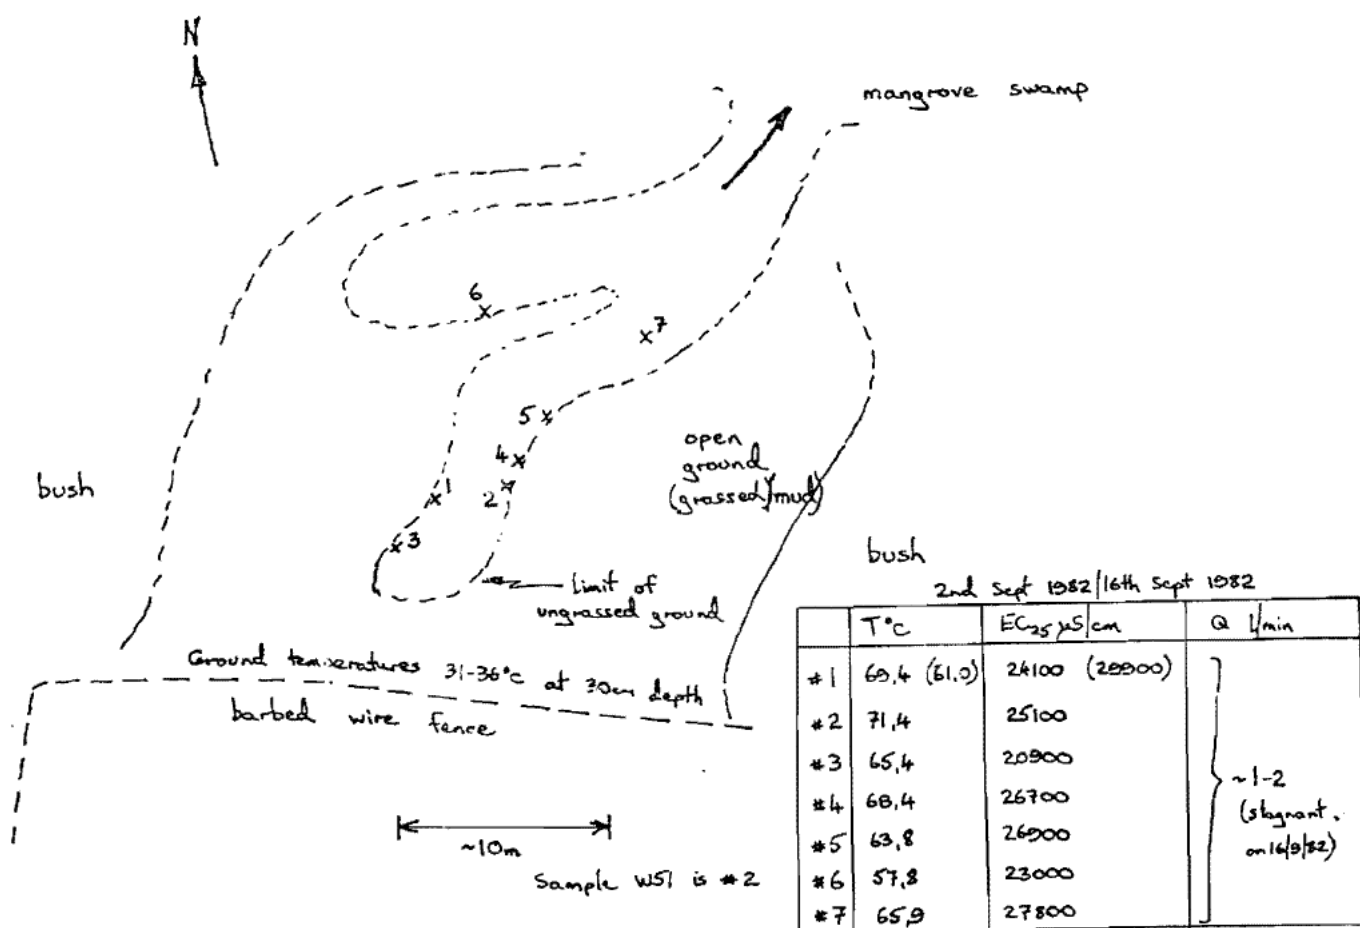 N
mangrove swamp
6
x
x 7
5 x
4 x
open
ground
(grassed/mud)
bush
x 1
2 x
x 3
bush
Limit of
ungrassed ground
2nd Sept 1982/16th Sept 1982
T°C EC25 µS/cm Q l/min
Ground temperatures 31-36°C at 30cm depth
barbed wire fence
#1 69,4 (61,0) 24100 (29900)
#2 71,4 25100
#3 65,4 20900
#4 68,4 26700
#5 63,8 26900
#6 57,8 23000
#7 65,9 27800
~1-2
(stagnant
on 16/9/82)
~10m
Sample W51 is #2